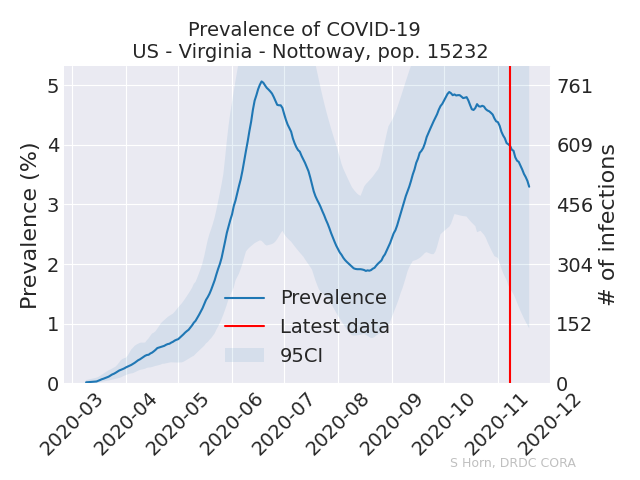 Prevalence of COVID-19
US - Virginia - Nottoway, pop. 15232
Prevalence (%)
5
4
3
2
1
0
761
609
456
304
152
0
# of infections
Prevalence
Latest data
95CI
2020-03
2020-04
2020-05
2020-06
2020-07
2020-08
2020-09
2020-10
2020-11
2020-12
S Horn, DRDC CORA